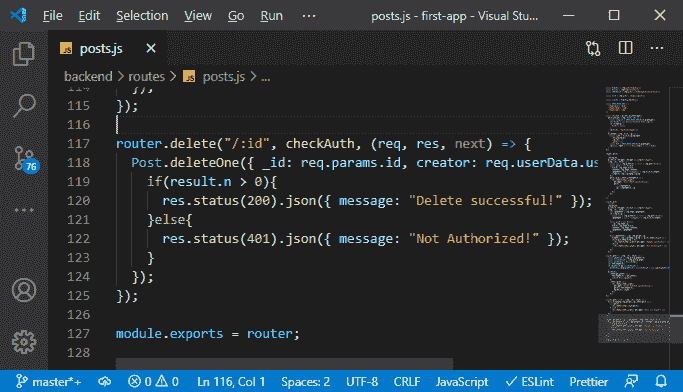 File Edit Selection View Go Run ··· posts.js - first-app - Visual Stu...
JS posts.js
backend > routes > JS posts.js > ...
114 });
115 });
116
117 router.delete("/:id", checkAuth, (req, res, next) => {
118 Post.deleteOne({ _id: req.params.id, creator: req.userData.us
119 if(result.n > 0){
120 res.status(200).json({ message: "Delete successful!" });
121 }else{
122 res.status(401).json({ message: "Not Authorized!" });
123 }
124 });
125 });
126
127 module.exports = router;
128
76
master*+ 0 0 Ln 116, Col 1 Spaces: 2 UTF-8 CRLF JavaScript ✓ ESLint Prettier